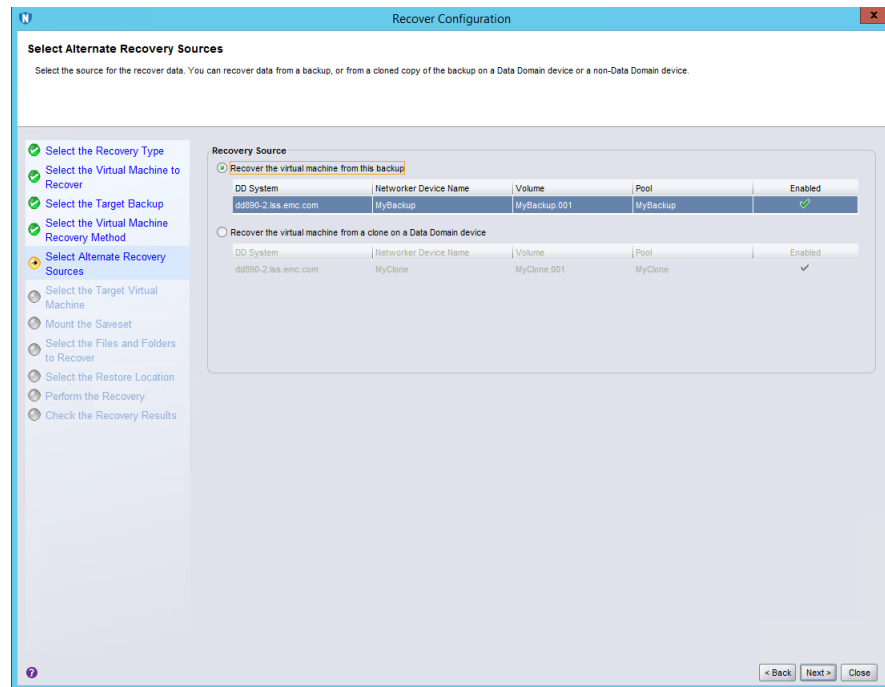 N
Recover Configuration
x
Select Alternate Recovery Sources
Select the source for the recover data. You can recover data from a backup, or from a cloned copy of the backup on a Data Domain device or a non-Data Domain device.
Select the Recovery Type
Select the Virtual Machine to
Recover
Select the Target Backup
Select the Virtual Machine
Recovery Method
Select Alternate Recovery
Sources
Select the Target Virtual
Machine
Mount the Saveset
Select the Files and Folders
to Recover
Select the Restore Location
Perform the Recovery
Check the Recovery Results
Recovery Source
Recover the virtual machine from this backup
DD System Networker Device Name Volume Pool Enabled
dd890-2.lss.emc.com MyBackup MyBackup.001 MyBackup
Recover the virtual machine from a clone on a Data Domain device
DD System Networker Device Name Volume Pool Enabled
dd890-2.lss.emc.com MyClone MyClone.001 MyClone
?
< Back Next > Close